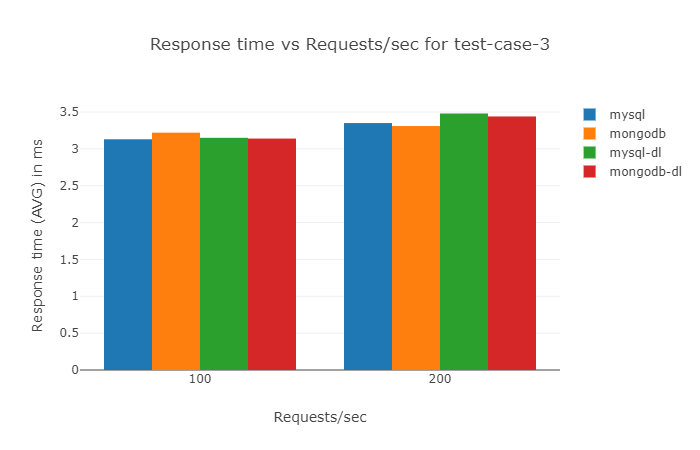 Response time vs Requests/sec for test-case-3
3.5
3
2.5
2
1.5
1
0.5
0
Response time (AVG) in ms
100
200
Requests/sec
mysql
mongodb
mysql-dl
mongodb-dl